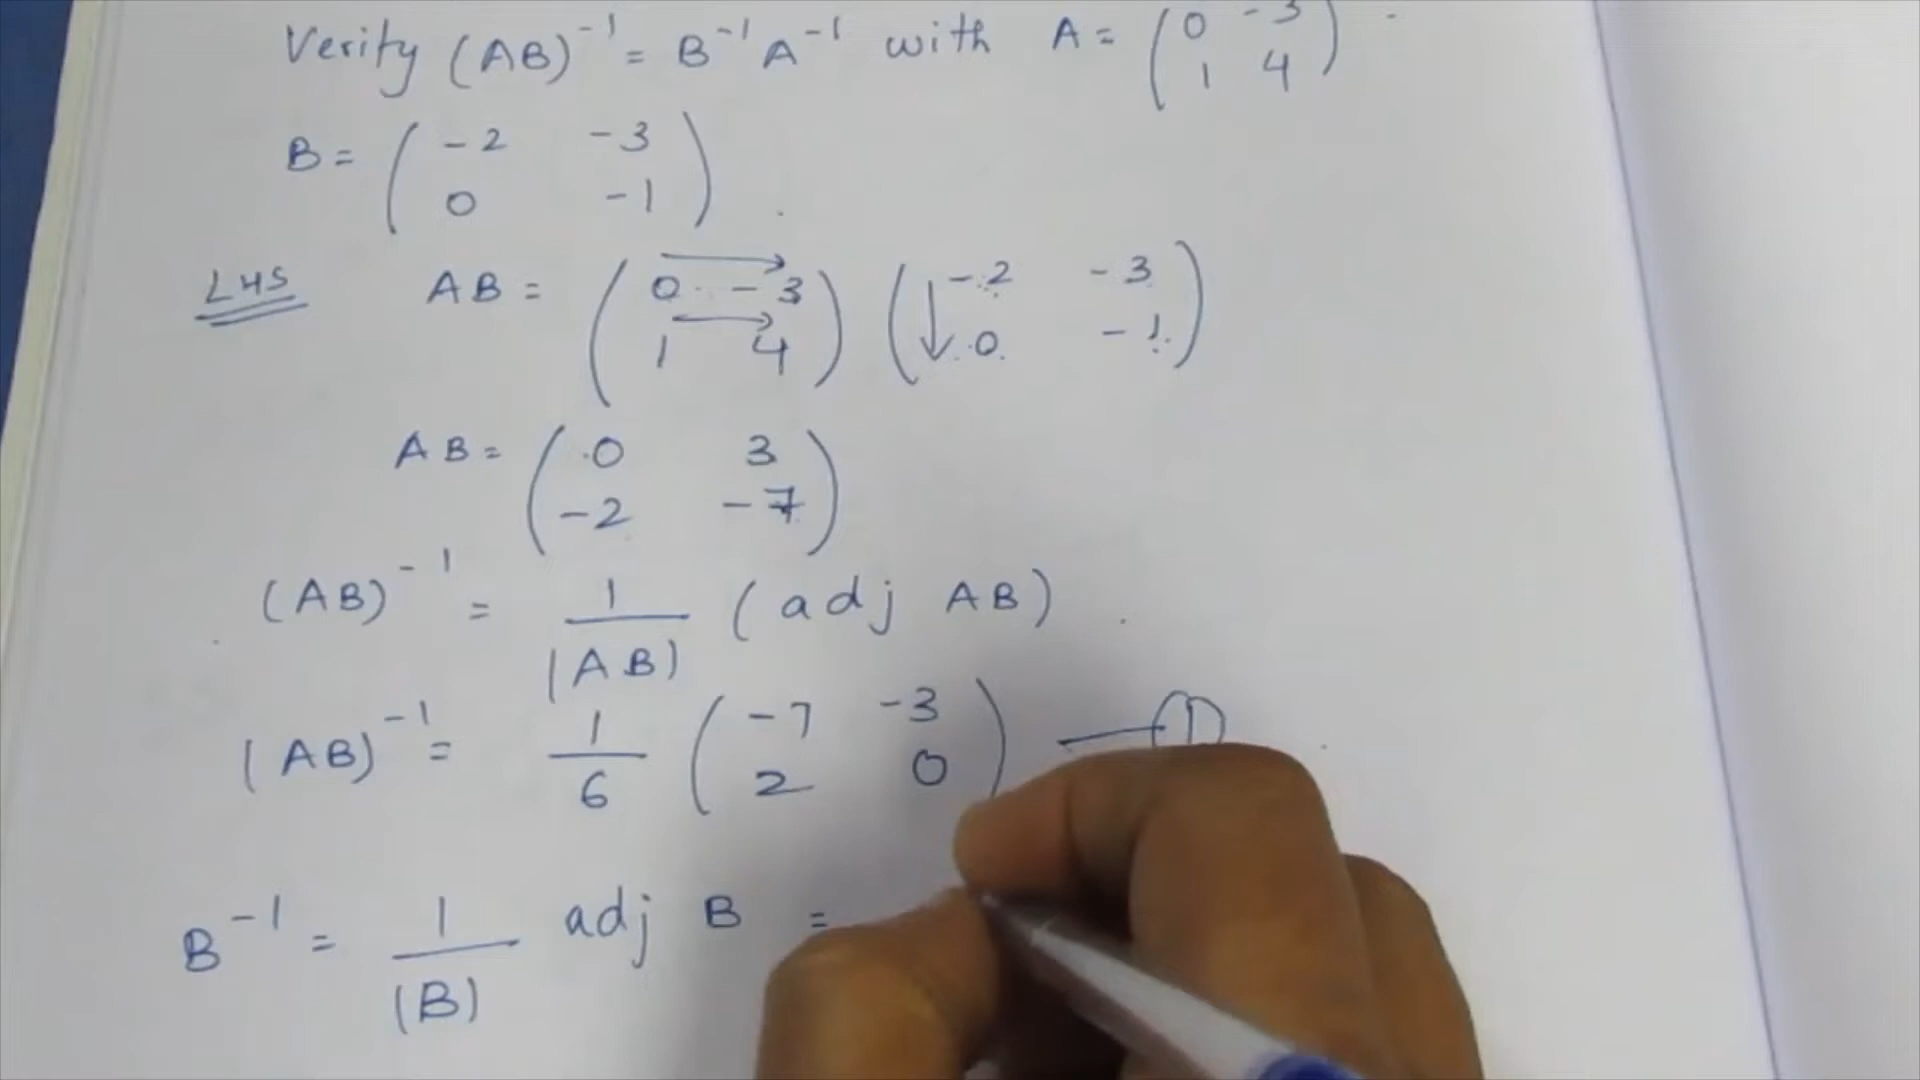 Verify (AB)⁻¹ = B⁻¹ A⁻¹ with A = (0 -3
1 4)
B = (-2 -3
0 -1)
LHS AB = (0 -3 (-2 -3
1 4) 0 -1)
AB = (0 3
-2 -7)
(AB)⁻¹ = 1 (adj AB)
|AB|
(AB)⁻¹ = 1 (-7 -3 — 1
6 2 0)
B⁻¹ = 1 adj B =
|B|